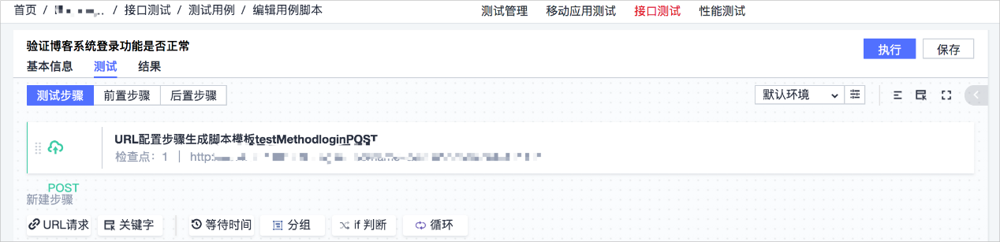 首页 / / 接口测试 / 测试用例 / 编辑用例脚本
测试管理 移动应用测试 接口测试 性能测试
验证博客系统登录功能是否正常
执行 保存
基本信息 测试 结果
测试步骤 前置步骤 后置步骤
默认环境
URL配置步骤生成脚本模板testMethodloginPOST
检查点：1 | http:
POST
新建步骤
URL请求 关键字 等待时间 分组 if 判断 循环